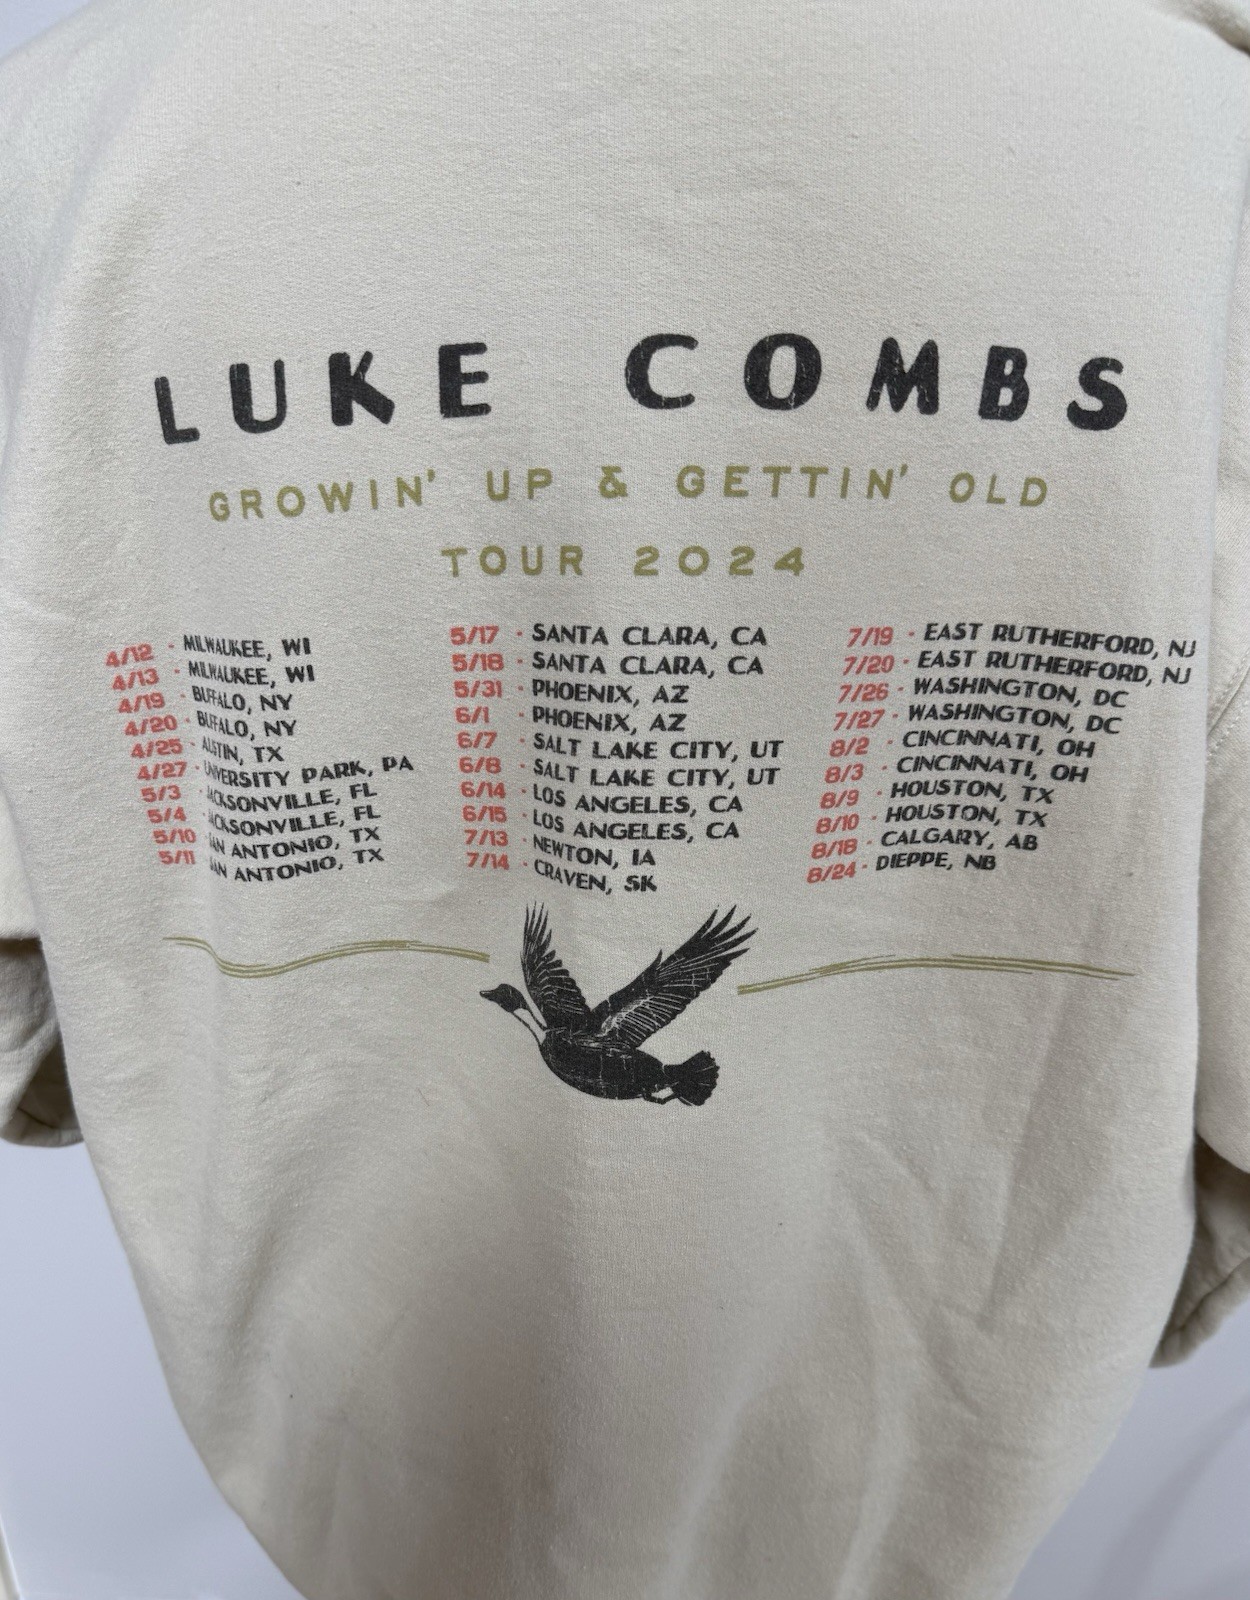 LUKE COMBS
GROWIN' UP & GETTIN' OLD
TOUR 2024
4/12 · MILWAUKEE, WI
4/13 · MILWAUKEE, WI
4/19 · BUFFALO, NY
4/20 · BUFFALO, NY
4/25 · AUSTIN, TX
4/27 · UNIVERSITY PARK, PA
5/3 · JACKSONVILLE, FL
5/4 · JACKSONVILLE, FL
5/10 · SAN ANTONIO, TX
5/11 · SAN ANTONIO, TX
5/17 · SANTA CLARA, CA
5/18 · SANTA CLARA, CA
5/31 · PHOENIX, AZ
6/1 · PHOENIX, AZ
6/7 · SALT LAKE CITY, UT
6/8 · SALT LAKE CITY, UT
6/14 · LOS ANGELES, CA
6/15 · LOS ANGELES, CA
7/13 · NEWTON, IA
7/14 · CRAVEN, SK
7/19 · EAST RUTHERFORD, NJ
7/20 · EAST RUTHERFORD, NJ
7/26 · WASHINGTON, DC
7/27 · WASHINGTON, DC
8/2 · CINCINNATI, OH
8/3 · CINCINNATI, OH
8/9 · HOUSTON, TX
8/10 · HOUSTON, TX
8/18 · CALGARY, AB
8/24 · DIEPPE, NB